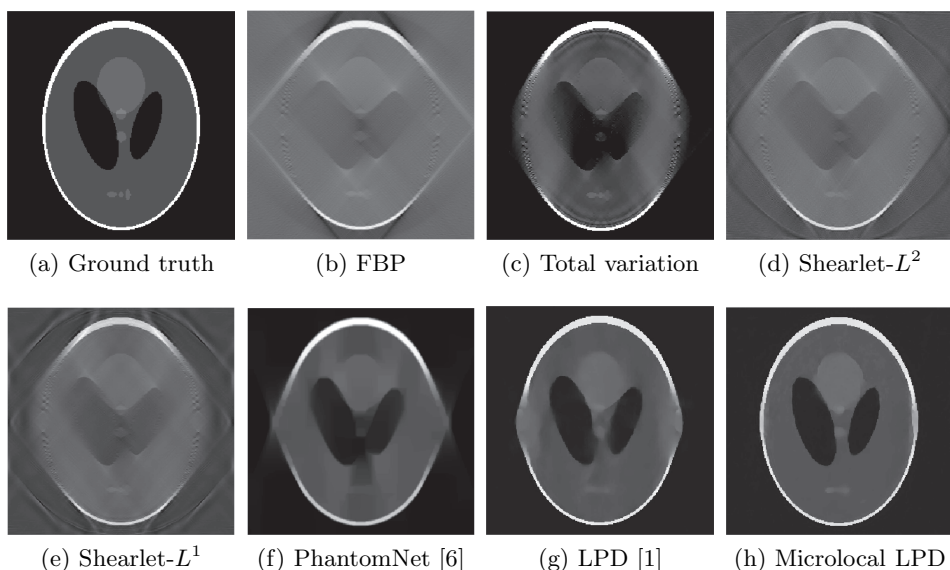 (a) Ground truth
(b) FBP
(c) Total variation
(d) Shearlet-L²
(e) Shearlet-L¹
(f) PhantomNet [6]
(g) LPD [1]
(h) Microlocal LPD